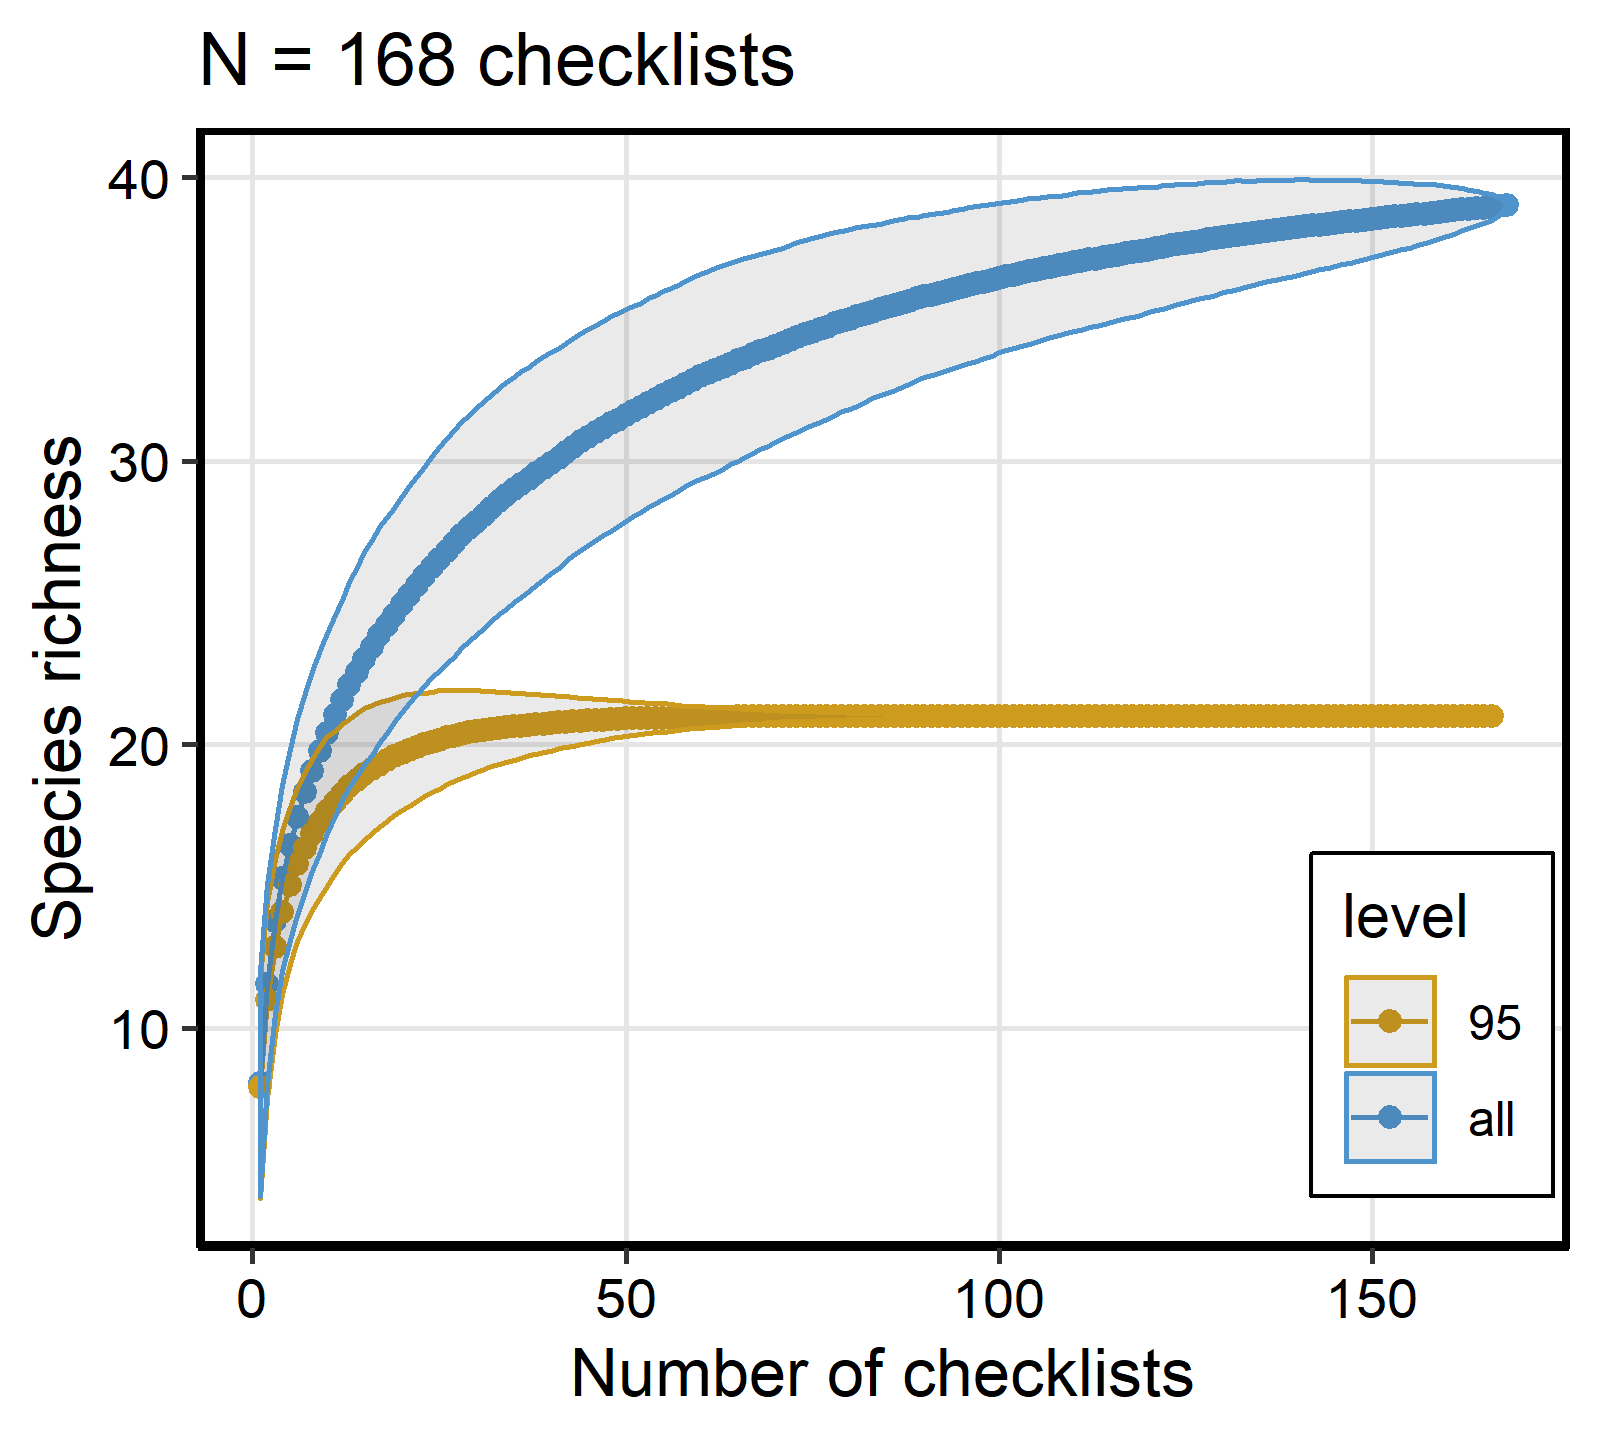 N = 168 checklists
Species richness
40
30
20
10
0 50 100 150
Number of checklists
level
95
all